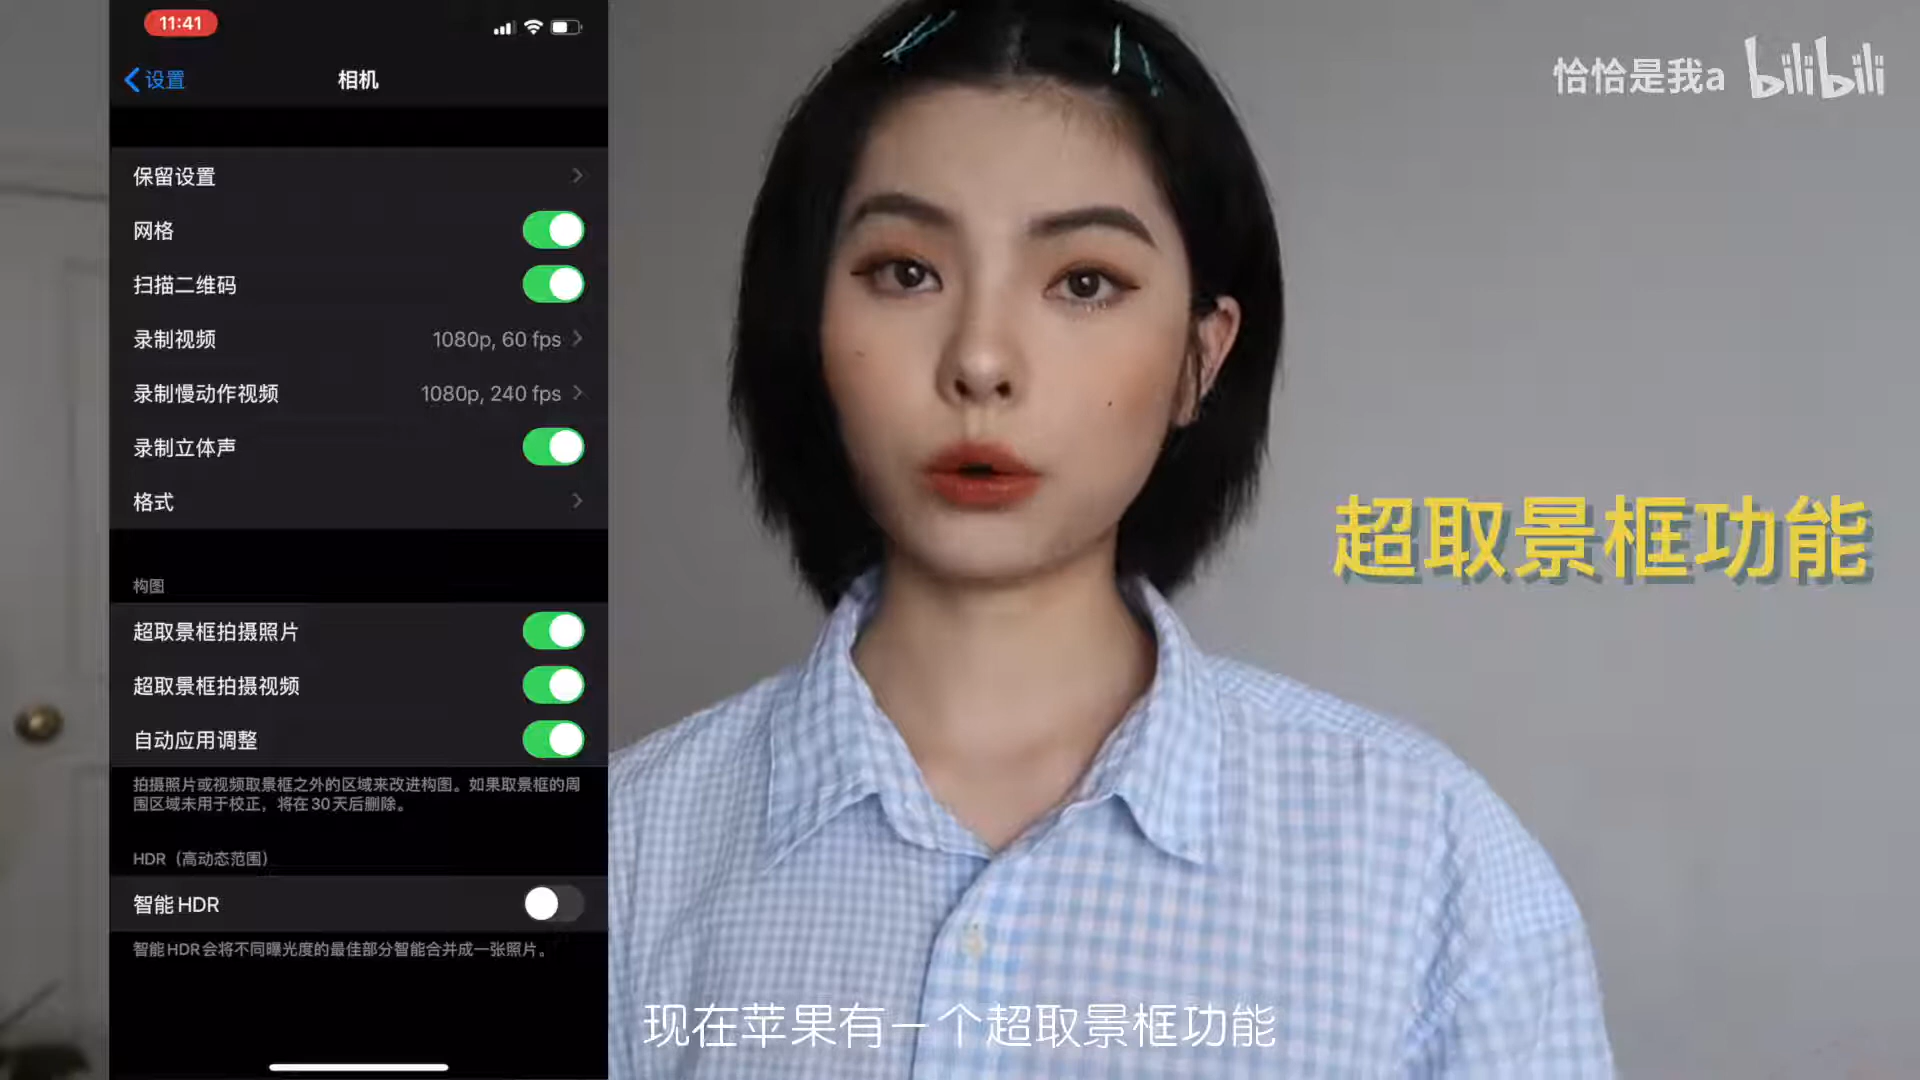 11:41
设置
相机
保留设置
网格
扫描二维码
录制视频 1080p, 60 fps
录制慢动作视频 1080p, 240 fps
录制立体声
格式
构图
超取景框拍摄照片
超取景框拍摄视频
自动应用调整
拍摄照片或视频取景框之外的区域来改进构图。如果取景框的周
围区域未用于校正，将在30天后删除。
HDR（高动态范围）
智能HDR
智能HDR会将不同曝光度的最佳部分智能合并成一张照片。
恰恰是我a bilibili
超取景框功能
现在苹果有一个超取景框功能